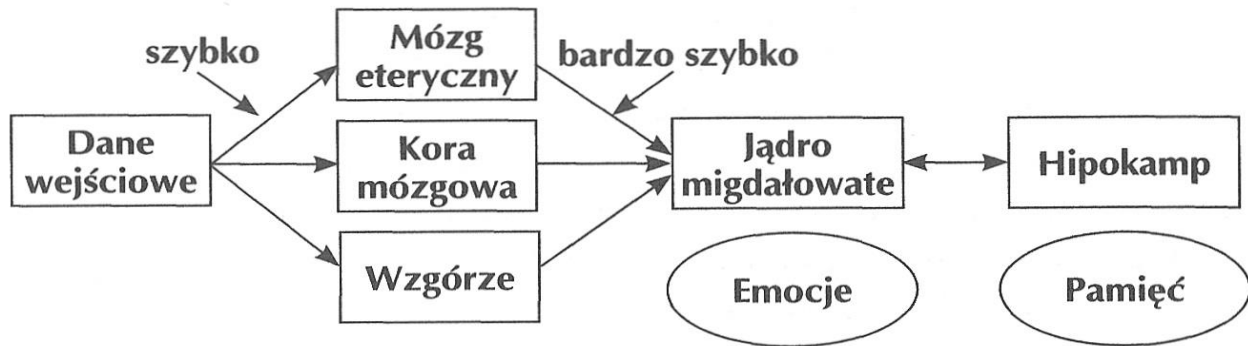 szybko
Mózg
eteryczny
bardzo szybko
Dane
wejściowe
Kora
mózgowa
Jądro
migdałowate
Hipokamp
Wzgórze
Emocje
Pamięć